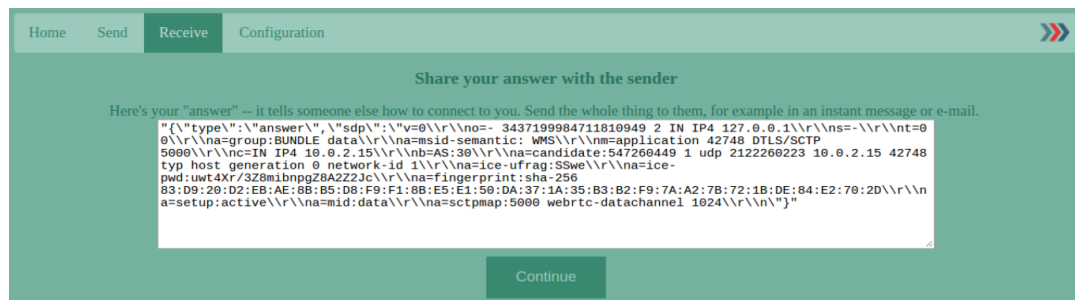 Home Send Receive Configuration
Share your answer with the sender
Here's your "answer" -- it tells someone else how to connect to you. Send the whole thing to them, for example in an instant message or e-mail.
"{\"type\":\"answer\",\"sdp\":\"v=0\\r\\no=- 3437199984711810949 2 IN IP4 127.0.0.1\\r\\ns=-\\r\\nt=0
0\\r\\na=group:BUNDLE data\\r\\na=msid-semantic: WMS\\r\\nm=application 42748 DTLS/SCTP
5000\\r\\nc=IN IP4 10.0.2.15\\r\\nb=AS:30\\r\\na=candidate:547260449 1 udp 2122260223 10.0.2.15 42748
typ host generation 0 network-id 1\\r\\na=ice-ufrag:SSwe\\r\\na=ice-
pwd:uwt4Xr/3Z8mibnpgZ8A2Z2Jc\\r\\na=fingerprint:sha-256
83:D9:20:D2:EB:AE:8B:B5:D8:F9:F1:8B:E5:E1:50:DA:37:1A:35:B3:B2:F9:7A:A2:7B:72:1B:DE:84:E2:70:2D\\r\\n
a=setup:active\\r\\na=mid:data\\r\\na=sctpmap:5000 webrtc-datachannel 1024\\r\\n\"}"
Continue